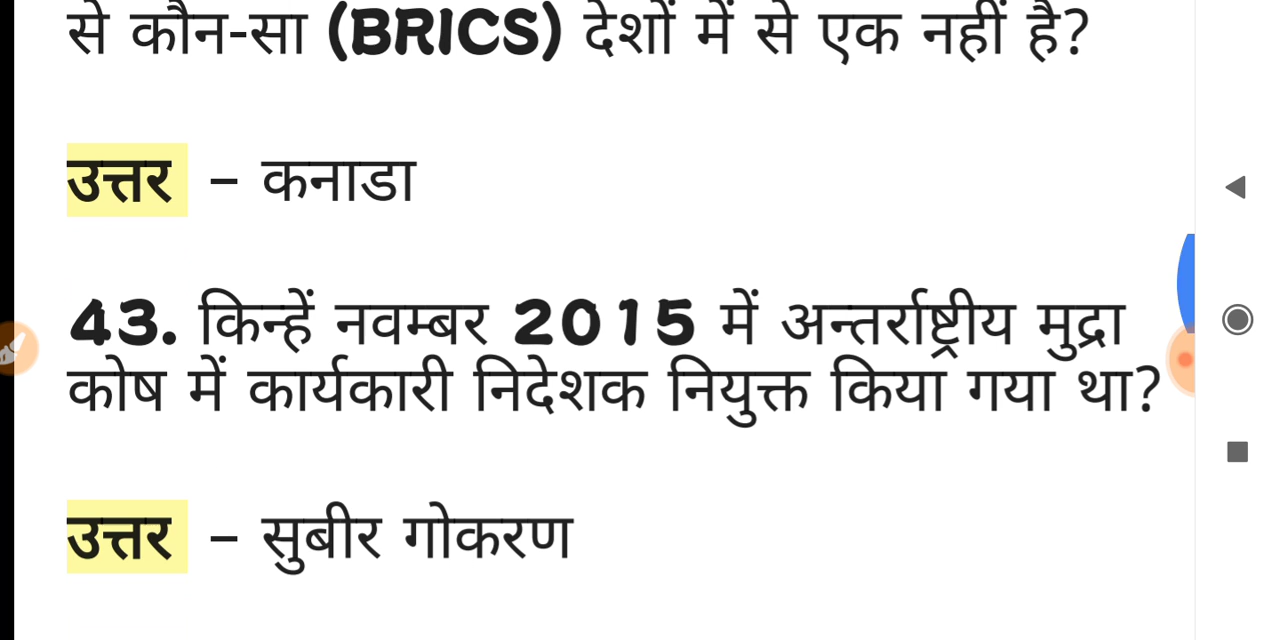 से कौन-सा (BRICS) देशों में से एक नहीं है?
उत्तर – कनाडा
43. किन्हें नवम्बर 2015 में अन्तर्राष्ट्रीय मुद्रा
कोष में कार्यकारी निदेशक नियुक्त किया गया था?
उत्तर – सुबीर गोकरण